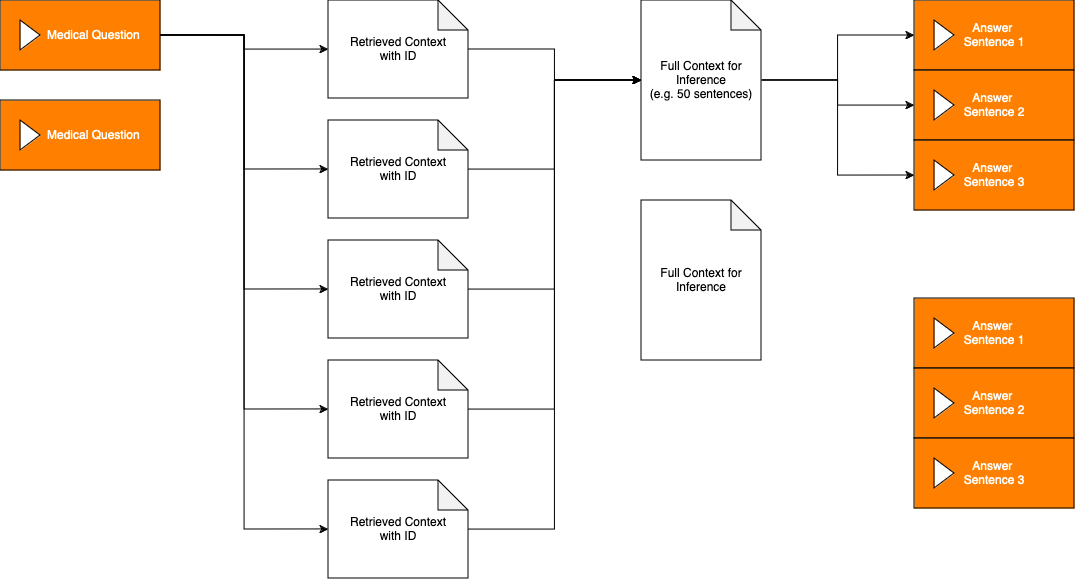 Medical Question
Medical Question
Retrieved Context
with ID
Retrieved Context
with ID
Retrieved Context
with ID
Retrieved Context
with ID
Retrieved Context
with ID
Full Context for
Inference
(e.g. 50 sentences)
Full Context for
Inference
Answer
Sentence 1
Answer
Sentence 2
Answer
Sentence 3
Answer
Sentence 1
Answer
Sentence 2
Answer
Sentence 3